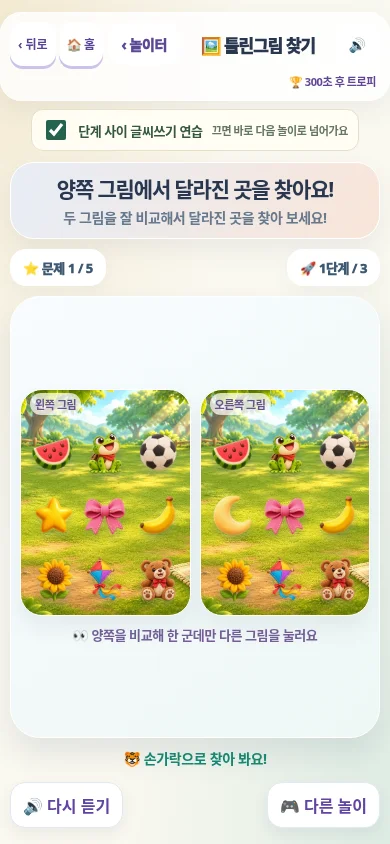 ‹ 뒤로
🏠 홈
‹ 놀이터
🖼️ 틀린그림 찾기
🔊
🏆 300초 후 트로피
단계 사이 글씨쓰기 연습 끄면 바로 다음 놀이로 넘어가요
양쪽 그림에서 달라진 곳을 찾아요!
두 그림을 잘 비교해서 달라진 곳을 찾아 보세요!
⭐ 문제 1 / 5
🚀 1단계 / 3
왼쪽 그림
오른쪽 그림
👀 양쪽을 비교해 한 군데만 다른 그림을 눌러요
🐯 손가락으로 찾아 봐요!
🔊 다시 듣기
🎮 다른 놀이